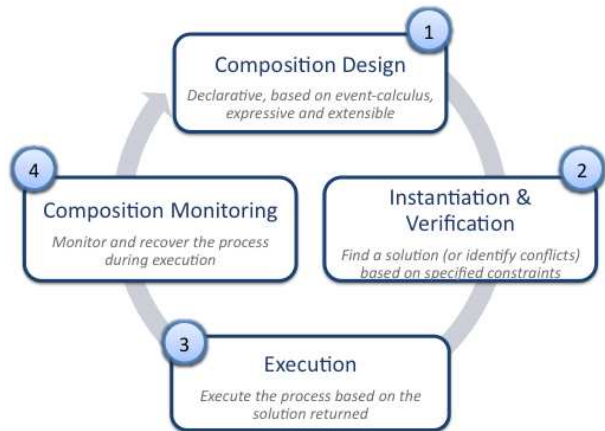 1
Composition Design
Declarative, based on event-calculus,
expressive and extensible
2
Instantiation &
Verification
Find a solution (or identify conflicts)
based on specified constraints
3
Execution
Execute the process based on the
solution returned
4
Composition Monitoring
Monitor and recover the process
during execution